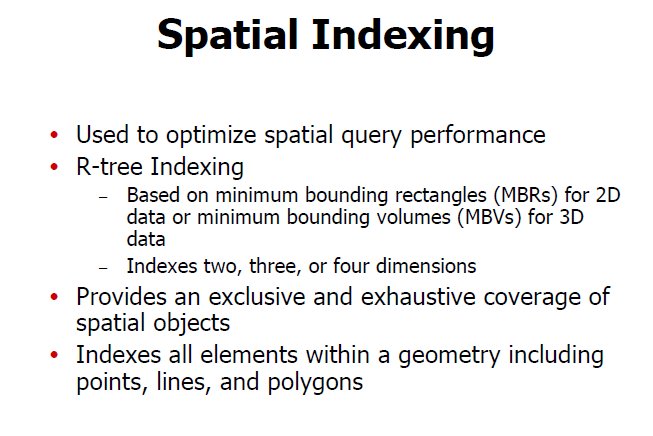 Spatial Indexing
• Used to optimize spatial query performance
• R-tree Indexing
– Based on minimum bounding rectangles (MBRs) for 2D
data or minimum bounding volumes (MBVs) for 3D
data
– Indexes two, three, or four dimensions
• Provides an exclusive and exhaustive coverage of
spatial objects
• Indexes all elements within a geometry including
points, lines, and polygons